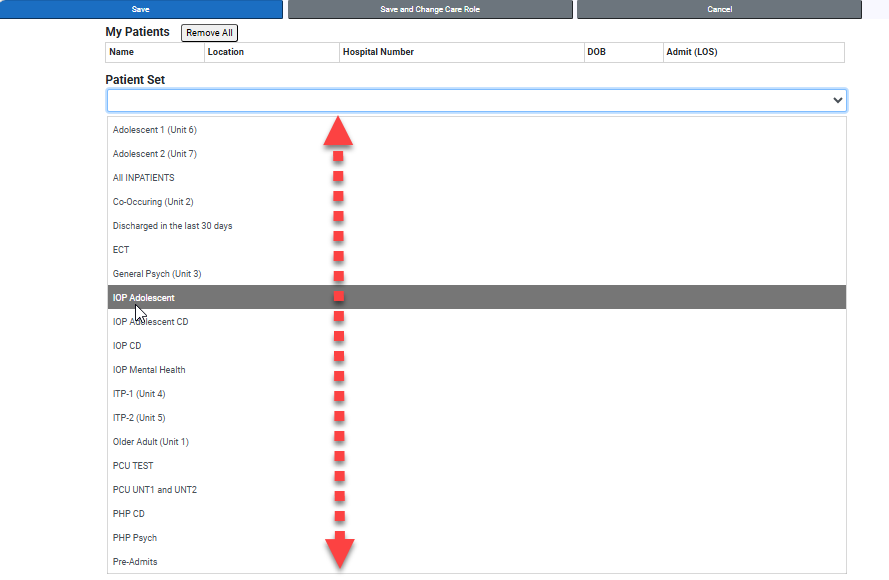 Save Save and Change Care Role Cancel
My Patients Remove All
Name Location Hospital Number DOB Admit (LOS)
Patient Set
Adolescent 1 (Unit 6)
Adolescent 2 (Unit 7)
All INPATIENTS
Co-Occuring (Unit 2)
Discharged in the last 30 days
ECT
General Psych (Unit 3)
IOP Adolescent
IOP Adolescent CD
IOP CD
IOP Mental Health
ITP-1 (Unit 4)
ITP-2 (Unit 5)
Older Adult (Unit 1)
PCU TEST
PCU UNT1 and UNT2
PHP CD
PHP Psych
Pre-Admits